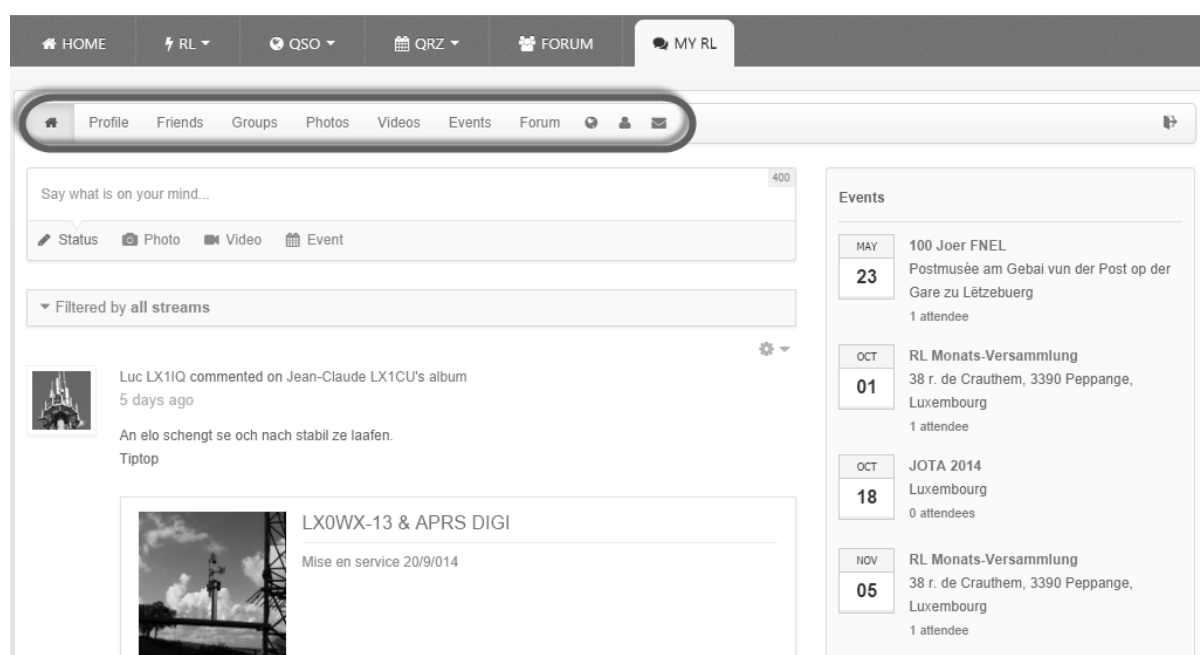 HOME RL QSO QRZ FORUM MY RL
Profile Friends Groups Photos Videos Events Forum
400
Say what is on your mind...
Status Photo Video Event
Filtered by all streams
Luc LX1IQ commented on Jean-Claude LX1CU's album
5 days ago
An elo schengt se och nach stabil ze laafen.
Tiptop
LX0WX-13 & APRS DIGI
Mise en service 20/9/014
Events
MAY
23
100 Joer FNEL
Postmusée am Gebai vun der Post op der
Gare zu Lëtzebuerg
1 attendee
OCT
01
RL Monats-Versammlung
38 r. de Crauthem, 3390 Peppange,
Luxembourg
1 attendee
OCT
18
JOTA 2014
Luxembourg
0 attendees
NOV
05
RL Monats-Versammlung
38 r. de Crauthem, 3390 Peppange,
Luxembourg
1 attendee